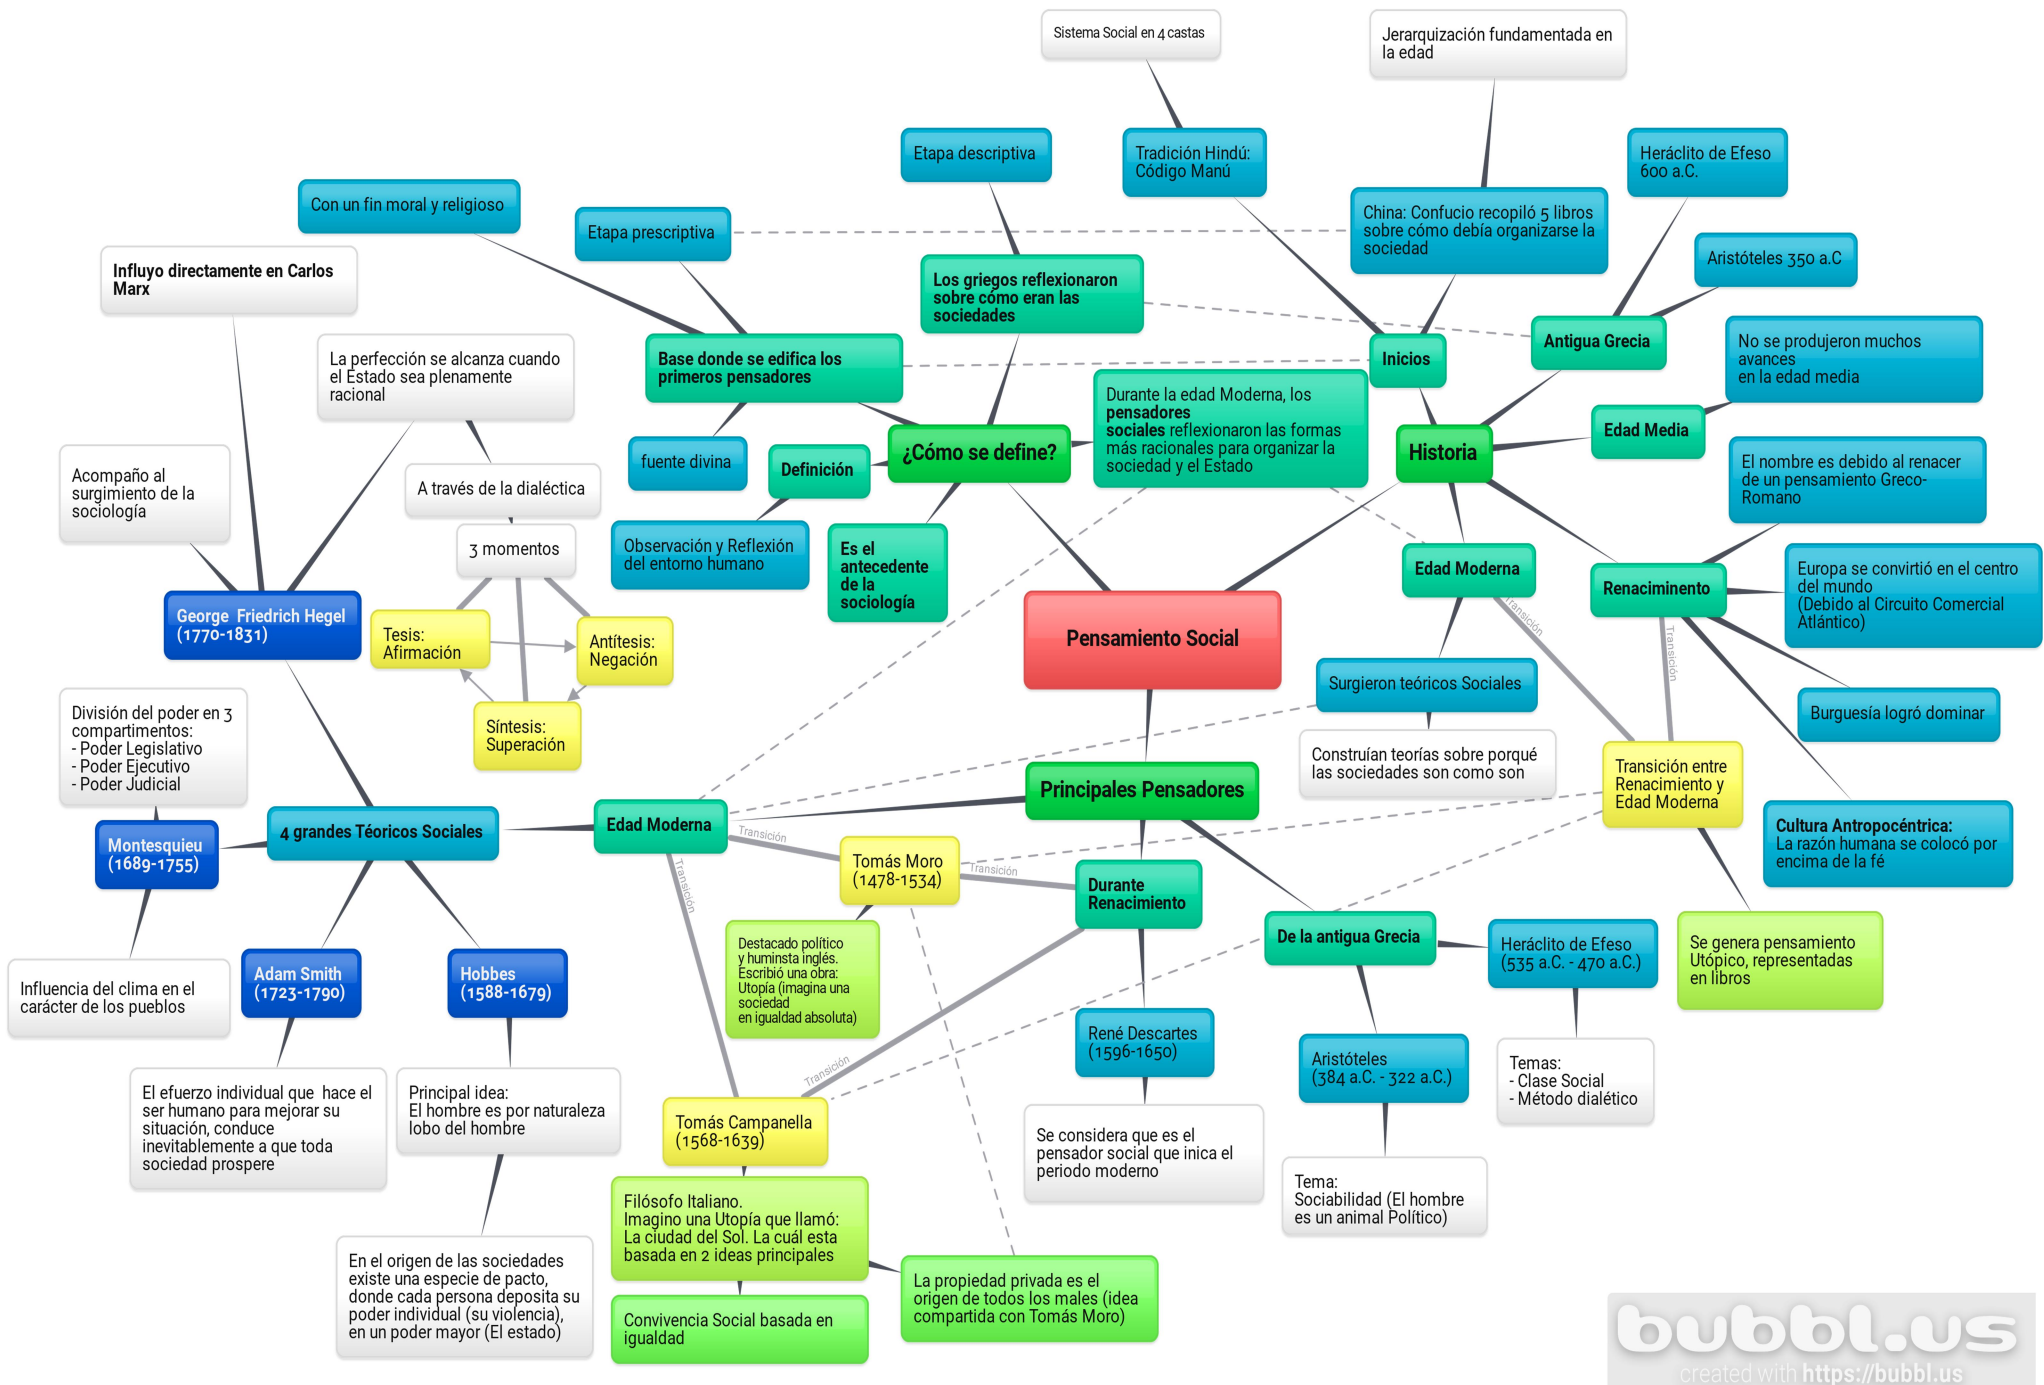 Sistema Social en 4 castas
Jerarquización fundamentada en
la edad
Etapa descriptiva
Tradición Hindú:
Código Manú
Heráclito de Efeso
600 a.C.
Con un fin moral y religioso
Etapa prescriptiva
China: Confucio recopiló 5 libros
sobre cómo debía organizarse la
sociedad
Aristóteles 350 a.C
Influyo directamente en Carlos
Marx
Los griegos reflexionaron
sobre cómo eran las
sociedades
La perfección se alcanza cuando
el Estado sea plenamente
racional
Base donde se edifica los
primeros pensadores
Inicios
Antigua Grecia
No se produjeron muchos
avances
en la edad media
Durante la edad Moderna, los
pensadores
sociales reflexionaron las formas
más racionales para organizar la
sociedad y el Estado
Edad Media
Acompaño al
surgimiento de la
sociología
A través de la dialéctica
fuente divina
Definición
¿Cómo se define?
Historia
El nombre es debido al renacer
de un pensamiento Greco-
Romano
3 momentos
Observación y Reflexión
del entorno humano
Es el
antecedente
de la
sociología
Edad Moderna
Renacimininto
Europa se convirtió en el centro
del mundo
(Debido al Circuito Comercial
Atlántico)
George  Friedrich Hegel
(1770-1831)
Tesis:
Afirmación
Antítesis:
Negación
Pensamiento Social
Transición
Transición
Síntesis:
Superación
Surgieron teóricos Sociales
Burguesía logró dominar
División del poder en 3
compartimentos:
- Poder Legislativo
- Poder Ejecutivo
- Poder Judicial
Construían teorías sobre porqué
las sociedades son como son
Transición entre
Renacimiento y
Edad Moderna
Principales Pensadores
Montesquieu
(1689-1755)
4 grandes Téoricos Sociales
Edad Moderna
Transición
Transición
Tomás Moro
(1478-1534)
Transición
Durante
Renacimiento
Cultura Antropocéntrica:
La razón humana se colocó por
encima de la fé
Destacado político
y huminsta inglés.
Escribió una obra:
Utopía (imagina una
sociedad
en igualdad absoluta)
De la antigua Grecia
Heráclito de Efeso
(535 a.C. - 470 a.C.)
Se genera pensamiento
Utópico, representadas
en libros
Influencia del clima en el
carácter de los pueblos
Adam Smith
(1723-1790)
Hobbes
(1588-1679)
René Descartes
(1596-1650)
Aristóteles
(384 a.C. - 322 a.C.)
Temas:
- Clase Social
- Método dialético
Transición
El efuerzo individual que  hace el
ser humano para mejorar su
situación, conduce
inevitablemente a que toda
sociedad prospere
Principal idea:
El hombre es por naturaleza
lobo del hombre
Tomás Campanella
(1568-1639)
Se considera que es el
pensador social que inica el
periodo moderno
Tema:
Sociabilidad (El hombre
es un animal Político)
Filósofo Italiano.
Imagino una Utopía que llamó:
La ciudad del Sol. La cuál esta
basada en 2 ideas principales
En el origen de las sociedades
existe una especie de pacto,
donde cada persona deposita su
poder individual (su violencia),
en un poder mayor (El estado)
La propiedad privada es el
origen de todos los males (idea
compartida con Tomás Moro)
Convivencia Social basada en
igualdad
bubbl.us
created with https://bubbl.us